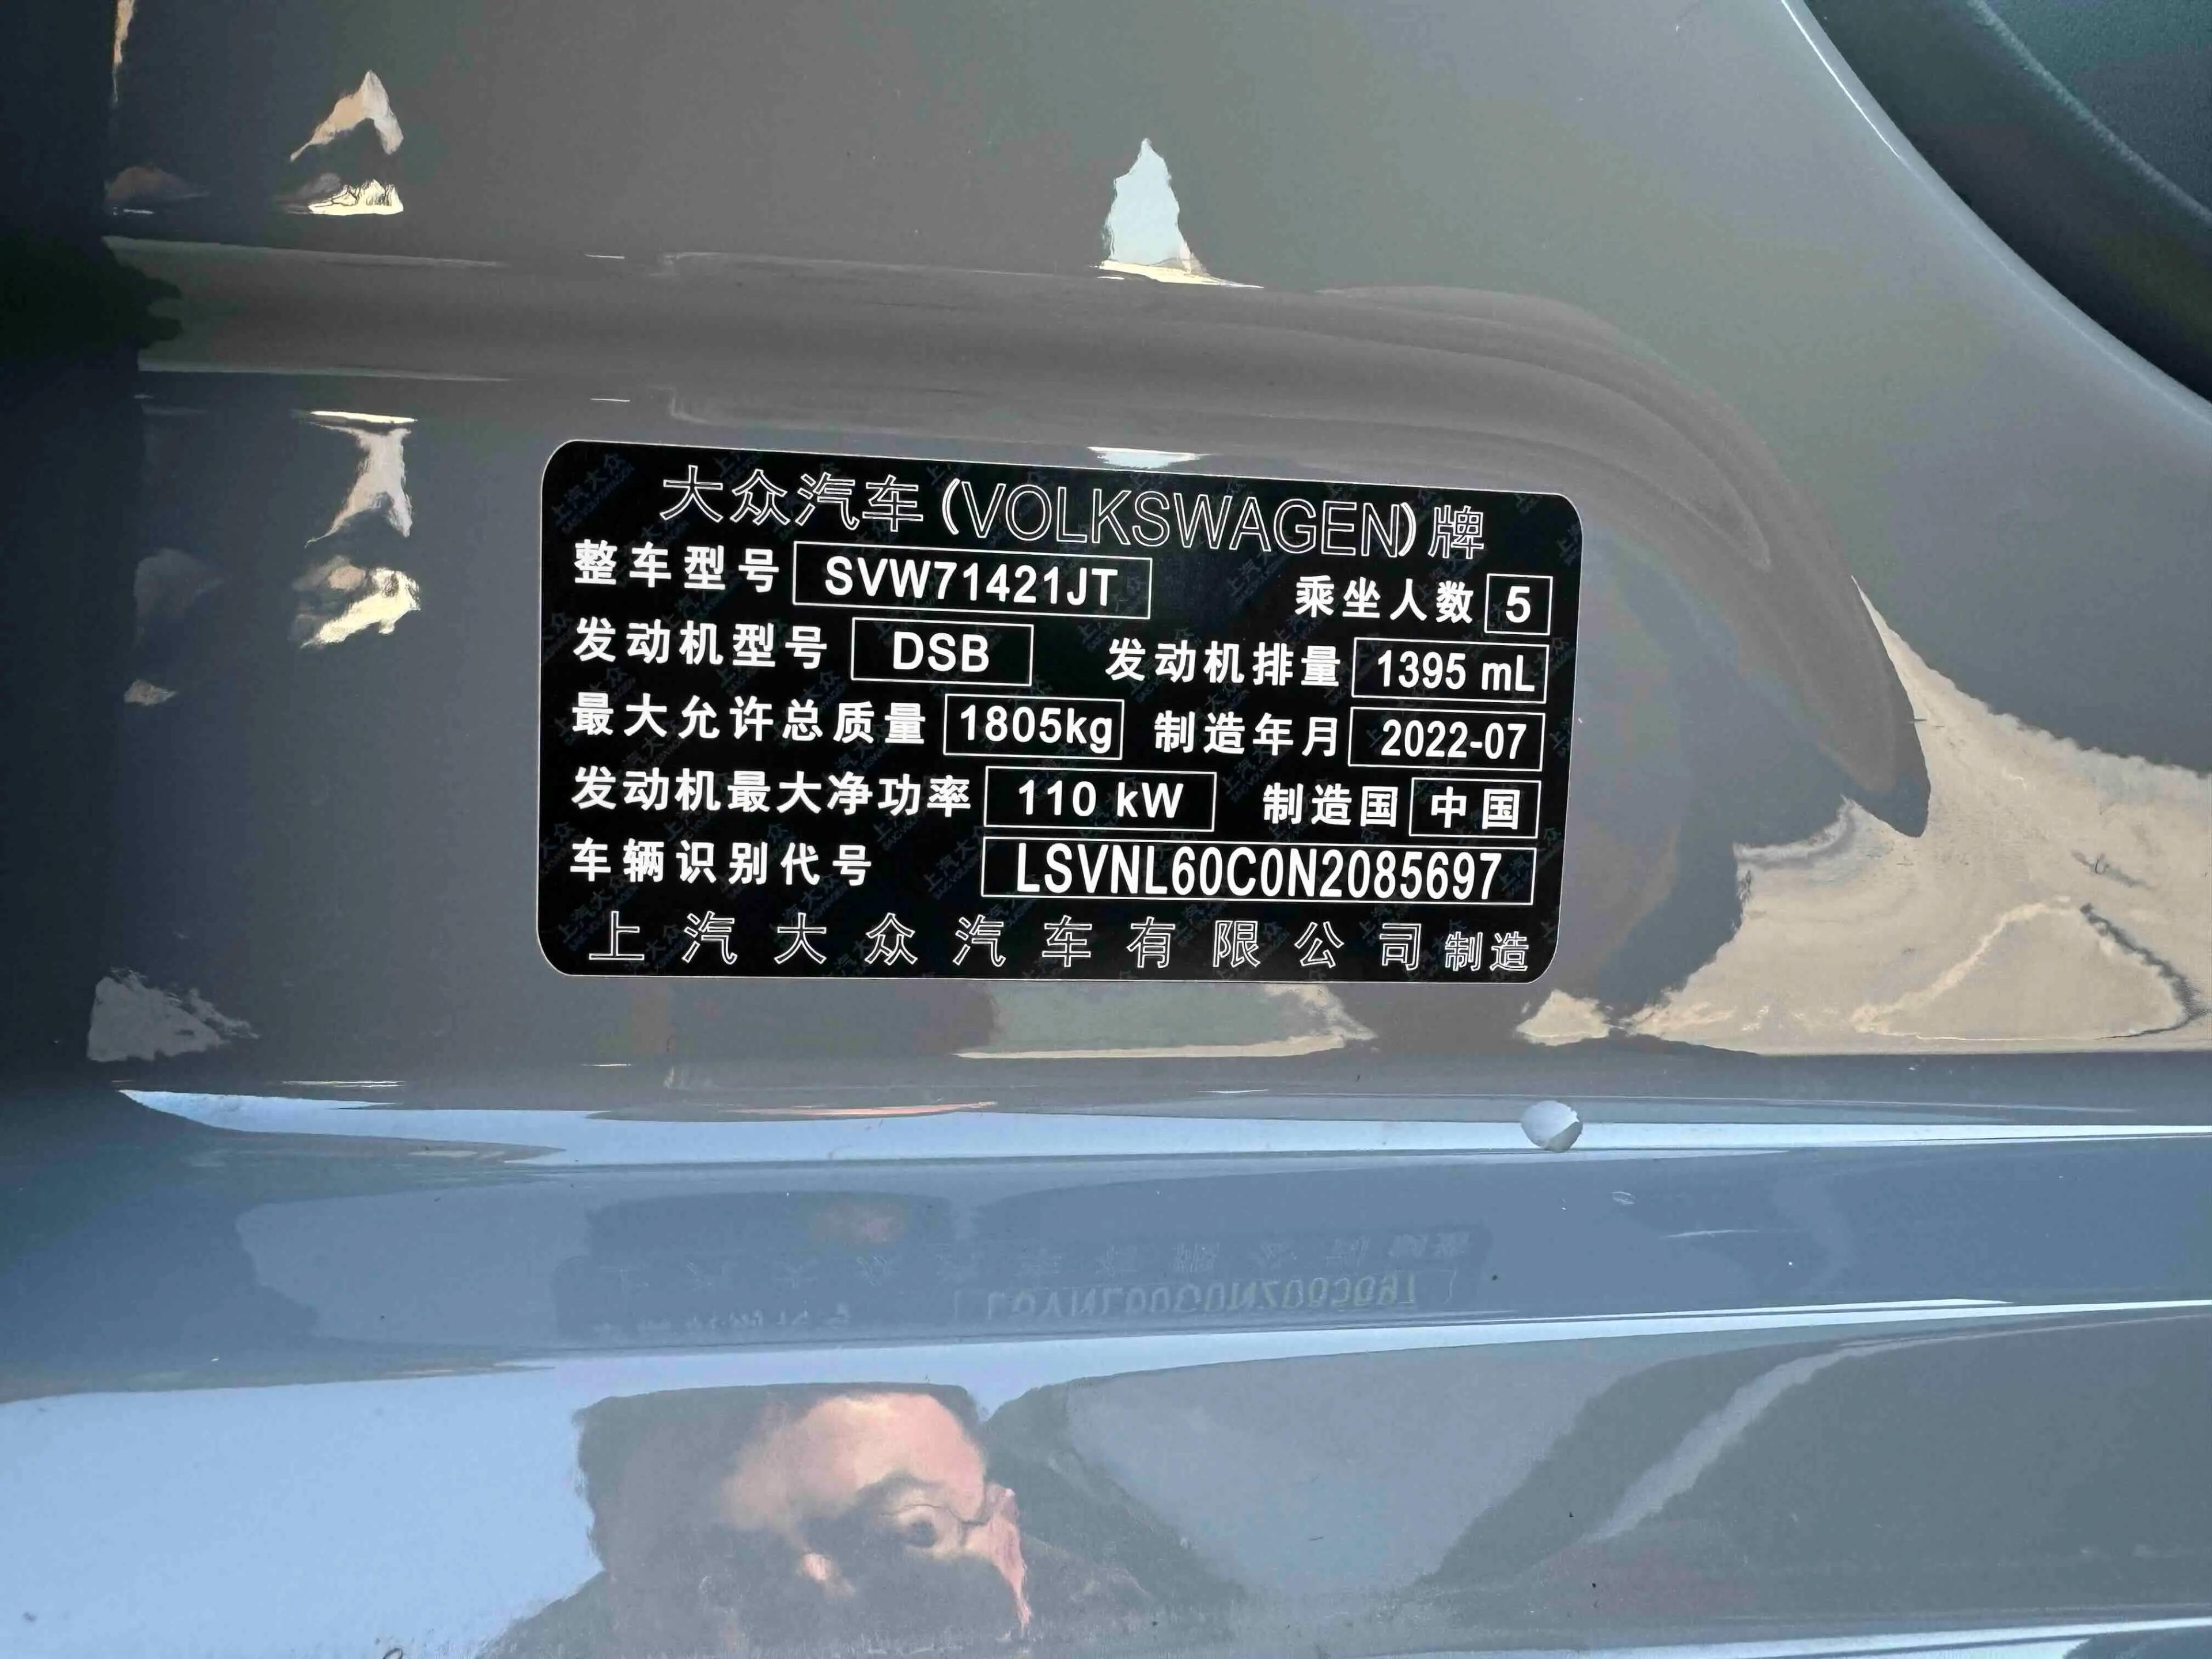 大众汽车(VOLKSWAGEN)牌
整车型号 SVW71421JT 乘坐人数 5
发动机型号 DSB 发动机排量 1395 mL
最大允许总质量 1805kg 制造年月 2022-07
发动机最大净功率 110 kW 制造国 中国
车辆识别代号 LSVNL60C0N2085697
上汽大众汽车有限公司制造